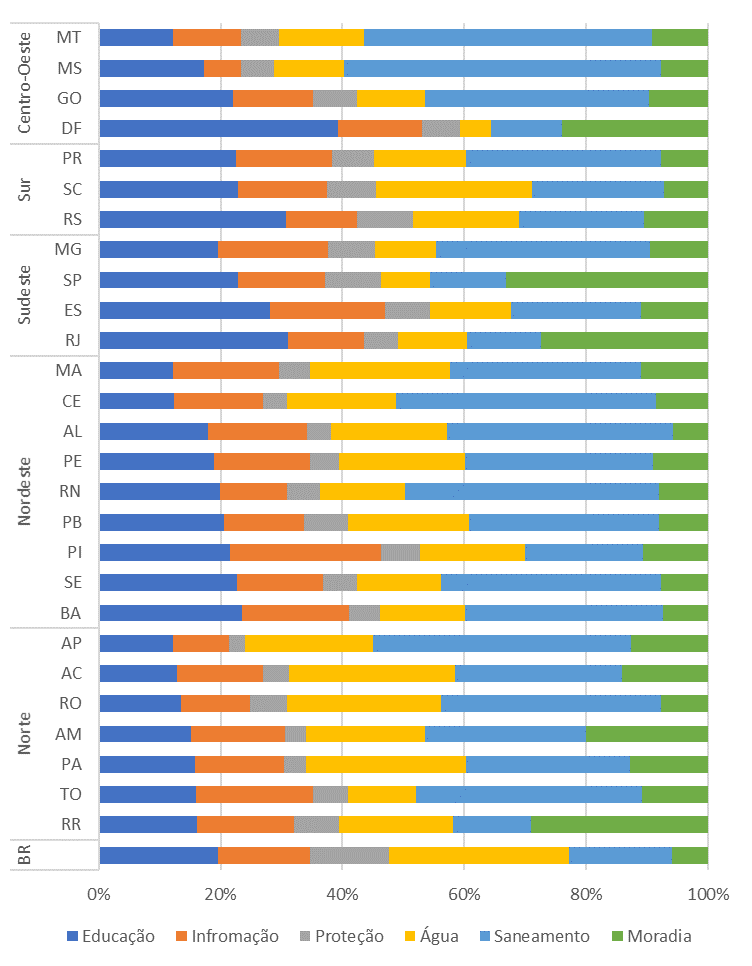 Centro-Oeste
MT
MS
GO
DF
Sur
PR
SC
RS
Sudeste
MG
SP
ES
RJ
Nordeste
MA
CE
AL
PE
RN
PB
PI
SE
BA
Norte
AP
AC
RO
AM
PA
TO
RR
BR
0% 20% 40% 60% 80% 100%
Educação Infromação Proteção Água Saneamento Moradia